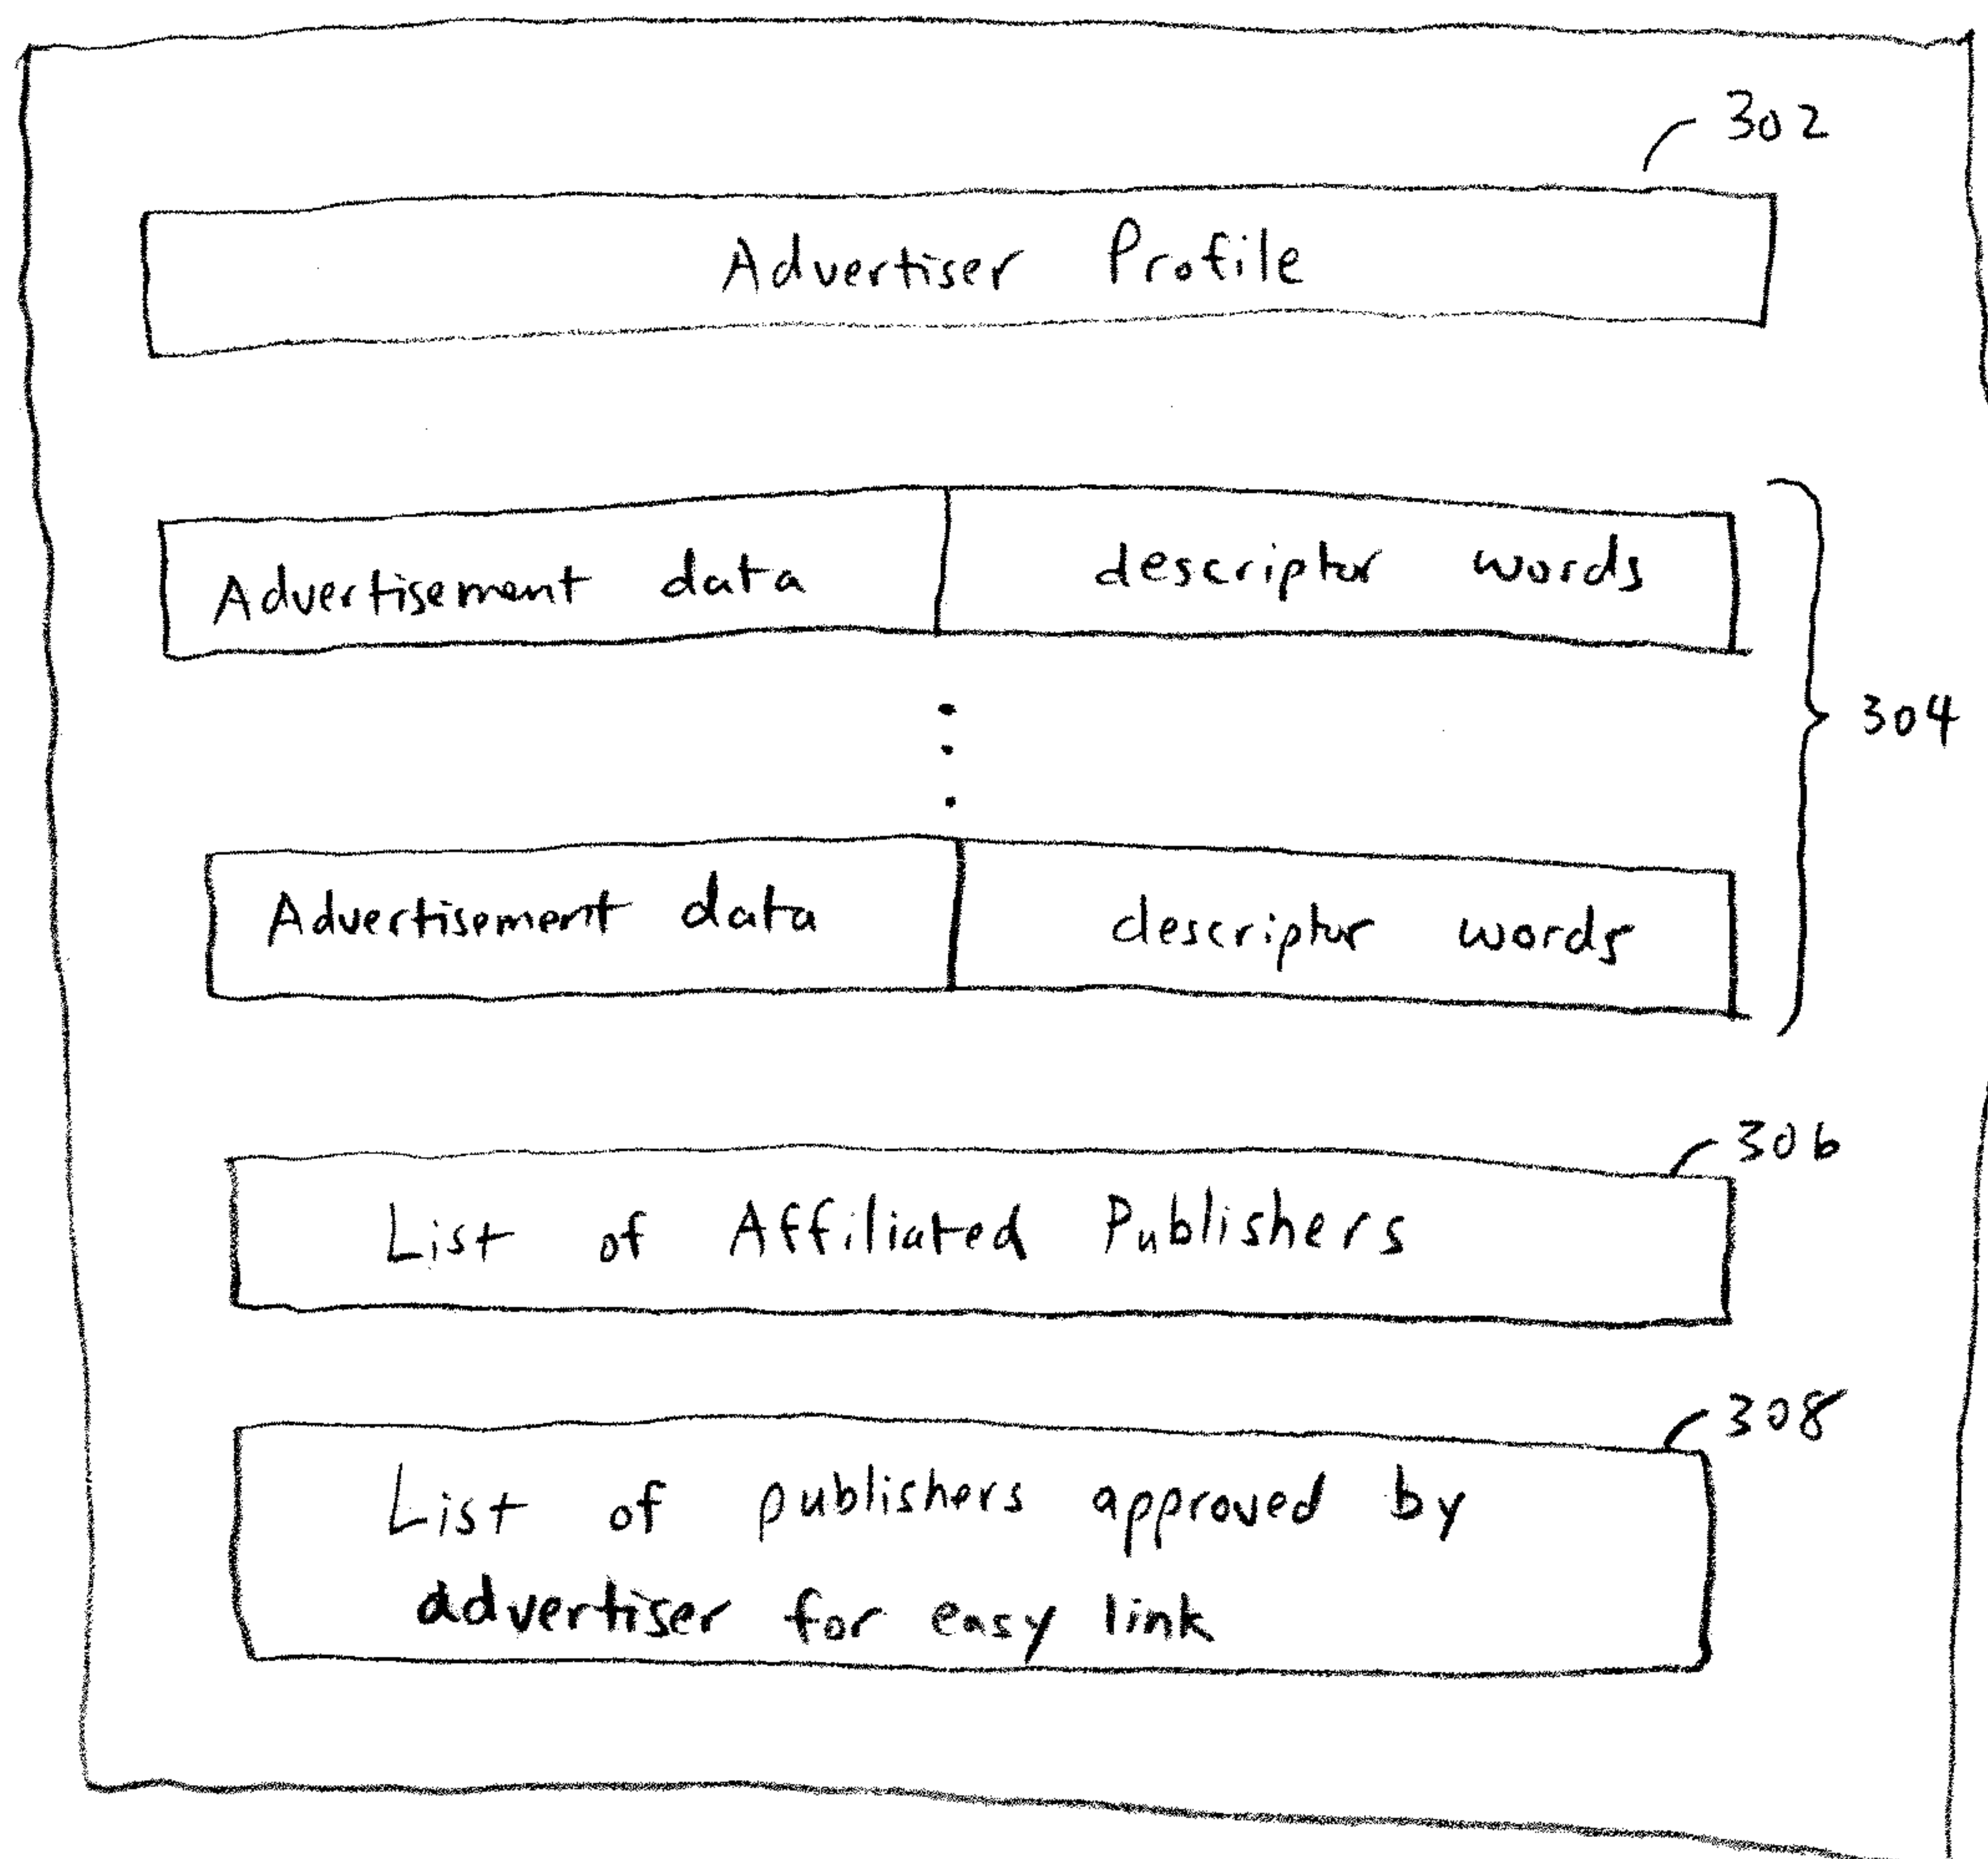 302
Advertiser Profile
Advertisement data descriptor words
304
Advertisement data descriptor words
306
List of Affiliated Publishers
308
List of publishers approved by
advertiser for easy link